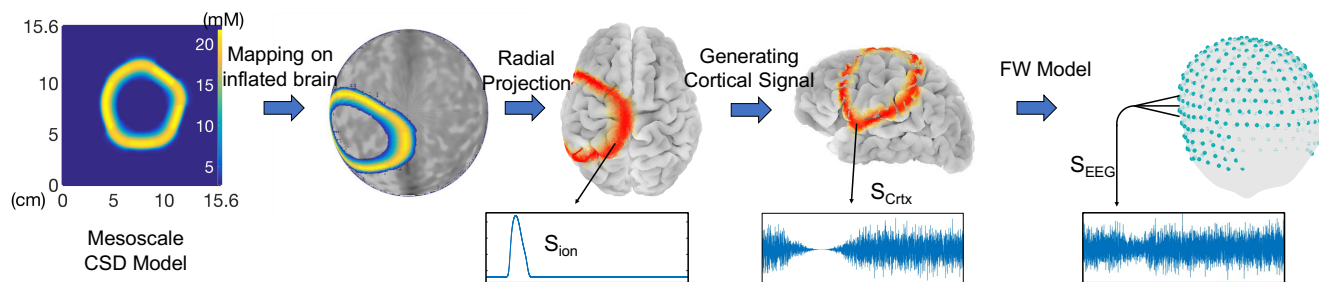 (mM)
15.6
10
5
0
(cm)
0
5
10
15.6
20
15
10
5
Mesoscale
CSD Model
Mapping on
inflated brain
Radial
Projection
S_ion
Generating
Cortical Signal
S_Crtx
FW Model
S_EEG